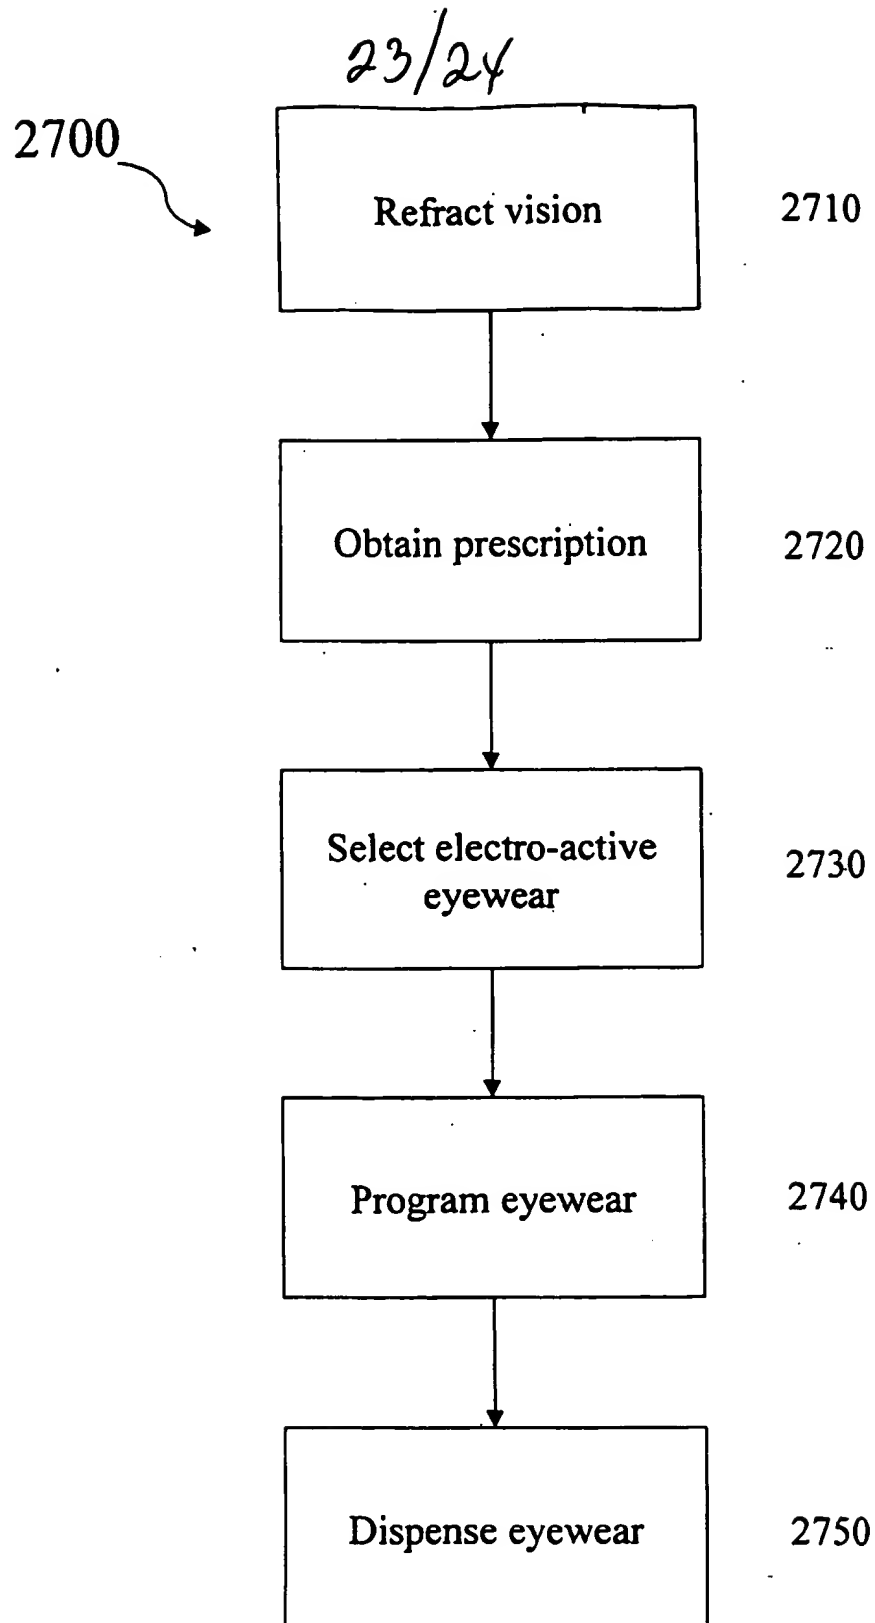 23/24
2700
Refract vision
2710
Obtain prescription
2720
Select electro-active
eyewear
2730
Program eyewear
2740
Dispense eyewear
2750